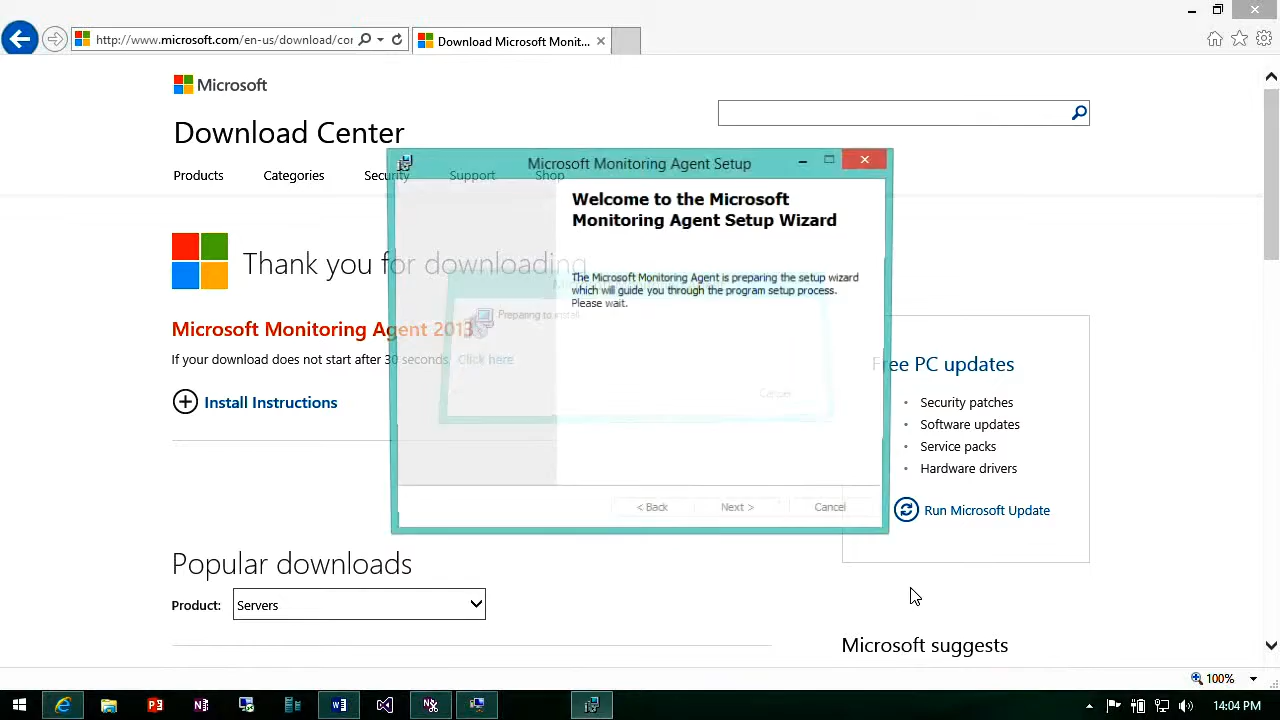 http://www.microsoft.com/en-us/download/cor
Download Microsoft Monit...
Microsoft
Download Center
Products
Categories
Security
Support
Shop
Microsoft Monitoring Agent Setup
Welcome to the Microsoft
Monitoring Agent Setup Wizard
The Microsoft Monitoring Agent is preparing the setup wizard
which will guide you through the program setup process.
Please wait.
Preparing to install
Cancel
< Back
Next >
Cancel
Thank you for downloading
Microsoft Monitoring Agent 2013
If your download does not start after 30 seconds, Click here
Install Instructions
Free PC updates
• Security patches
• Software updates
• Service packs
• Hardware drivers
Run Microsoft Update
Popular downloads
Product:
Servers
Microsoft suggests
100%
14:04 PM